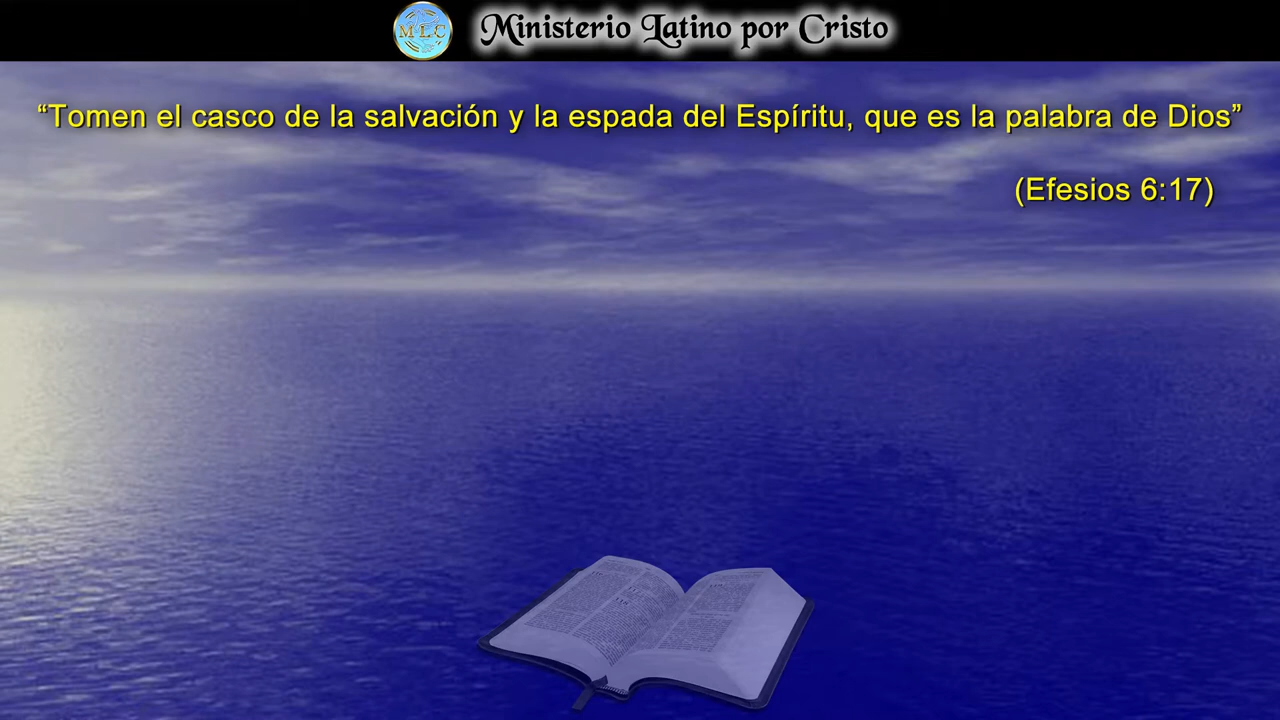 MLC
Ministerio Latino por Cristo
“Tomen el casco de la salvación y la espada del Espíritu, que es la palabra de Dios”
(Efesios 6:17)